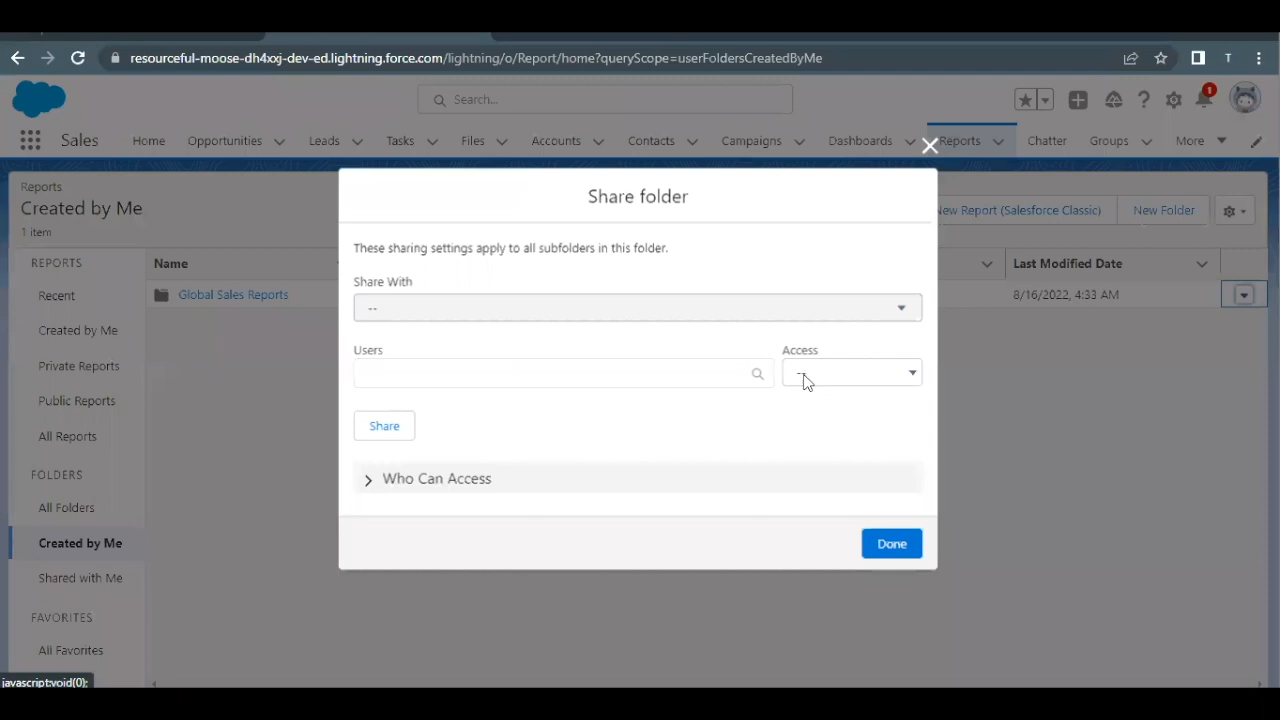 resourceful-moose-dh4xxj-dev-ed.lightning.force.com/lightning/o/Report/home?queryScope=userFoldersCreatedByMe
T
Search...
1
Sales
Home
Opportunities
Leads
Tasks
Files
Accounts
Contacts
Campaigns
Dashboards
Reports
Chatter
Groups
More
Reports
Created by Me
1 item
New Report (Salesforce Classic)
New Folder
REPORTS
Recent
Created by Me
Private Reports
Public Reports
All Reports
FOLDERS
All Folders
Created by Me
Shared with Me
FAVORITES
All Favorites
Name
Last Modified Date
Global Sales Reports
8/16/2022, 4:33 AM
Share folder
These sharing settings apply to all subfolders in this folder.
Share With
--
Users
Access
--
Share
Who Can Access
Done
javascript:void(0);